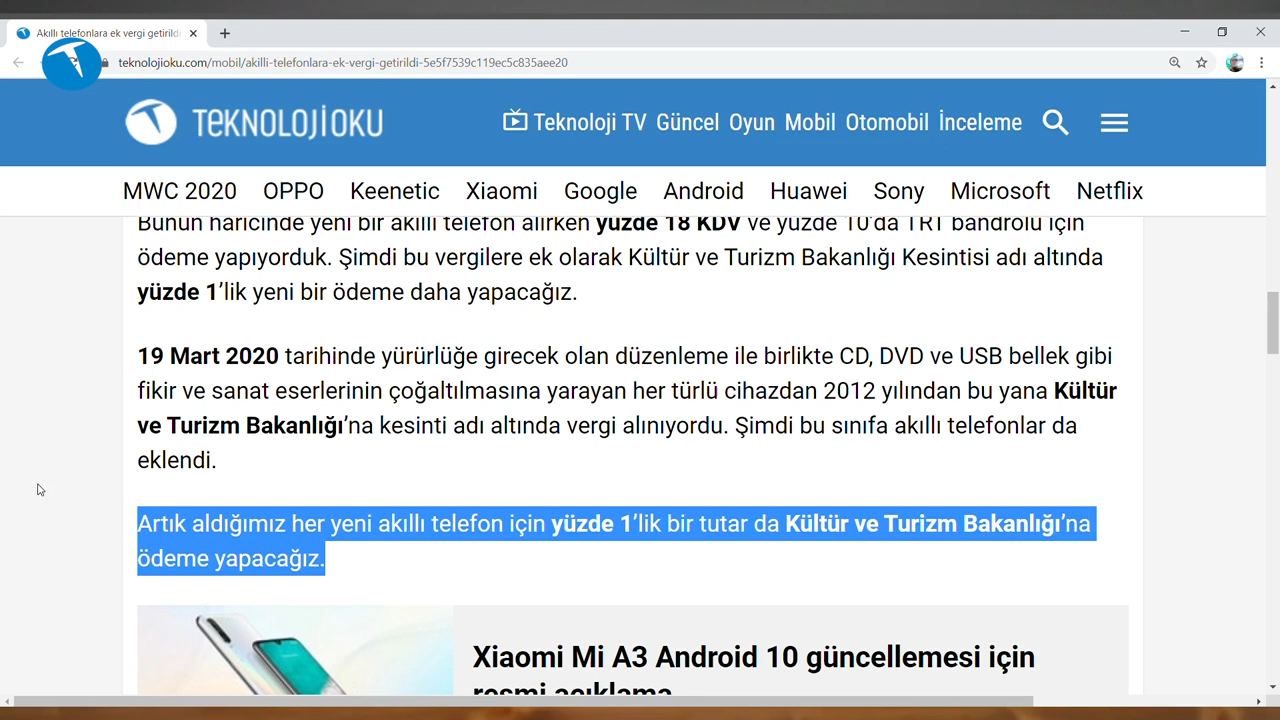 Akıllı telefonlara ek vergi getirildi
teknolojioku.com/mobil/akilli-telefonlara-ek-vergi-getirildi-5e5f7539c119ec5c835aee20
TEKNOLOJİOKU
Teknoloji TV Güncel Oyun Mobil Otomobil İnceleme
MWC 2020 OPPO Keenetic Xiaomi Google Android Huawei Sony Microsoft Netflix
Bunun haricinde yeni bir akıllı telefon alırken yüzde 18 KDV ve yüzde 10'da TRT bandrolü için
ödeme yapıyorduk. Şimdi bu vergilere ek olarak Kültür ve Turizm Bakanlığı Kesintisi adı altında
yüzde 1'lik yeni bir ödeme daha yapacağız.
19 Mart 2020 tarihinde yürürlüğe girecek olan düzenleme ile birlikte CD, DVD ve USB bellek gibi
fikir ve sanat eserlerinin çoğaltılmasına yarayan her türlü cihazdan 2012 yılından bu yana Kültür
ve Turizm Bakanlığı'na kesinti adı altında vergi alınıyordu. Şimdi bu sınıfa akıllı telefonlar da
eklendi.
Artık aldığımız her yeni akıllı telefon için yüzde 1'lik bir tutar da Kültür ve Turizm Bakanlığı'na
ödeme yapacağız.
Xiaomi Mi A3 Android 10 güncellemesi için
resmi açıklama